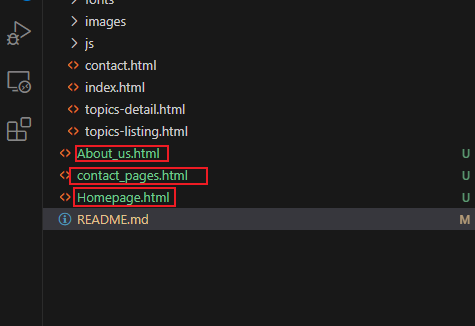 fonts
images
js
contact.html
index.html
topics-detail.html
topics-listing.html
About_us.html U
contact_pages.html U
Homepage.html U
README.md M